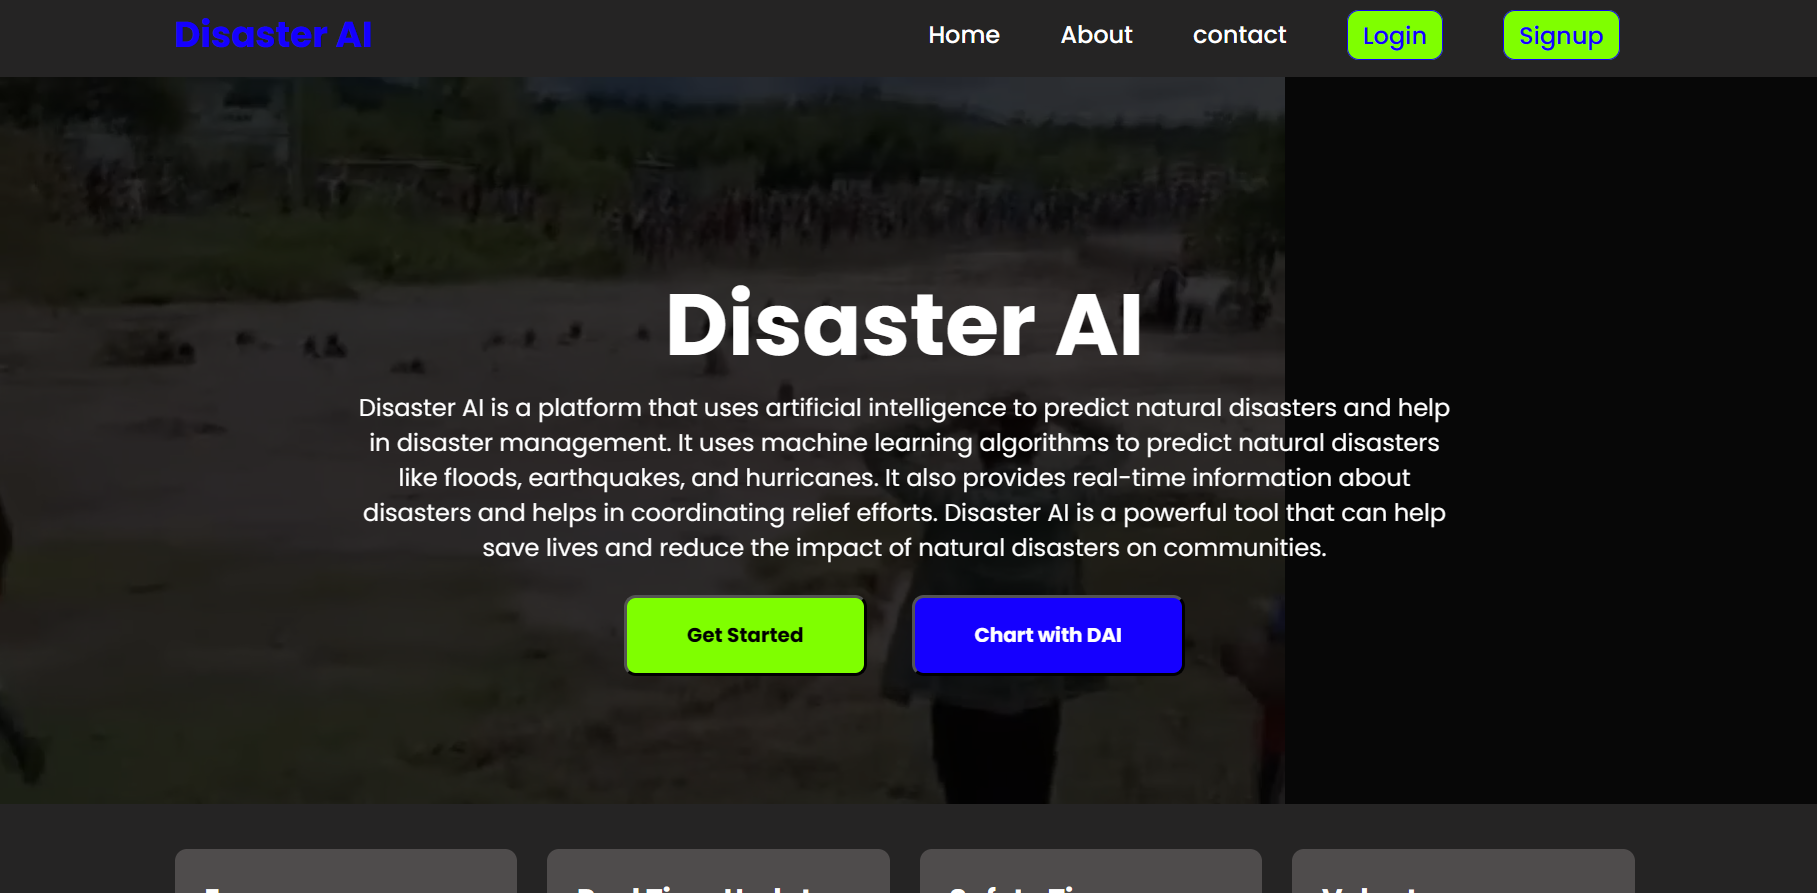 Disaster AI
Home About contact Login Signup
Disaster AI
Disaster AI is a platform that uses artificial intelligence to predict natural disasters and help
in disaster management. It uses machine learning algorithms to predict natural disasters
like floods, earthquakes, and hurricanes. It also provides real-time information about
disasters and helps in coordinating relief efforts. Disaster AI is a powerful tool that can help
save lives and reduce the impact of natural disasters on communities.
Get Started Chart with DAI